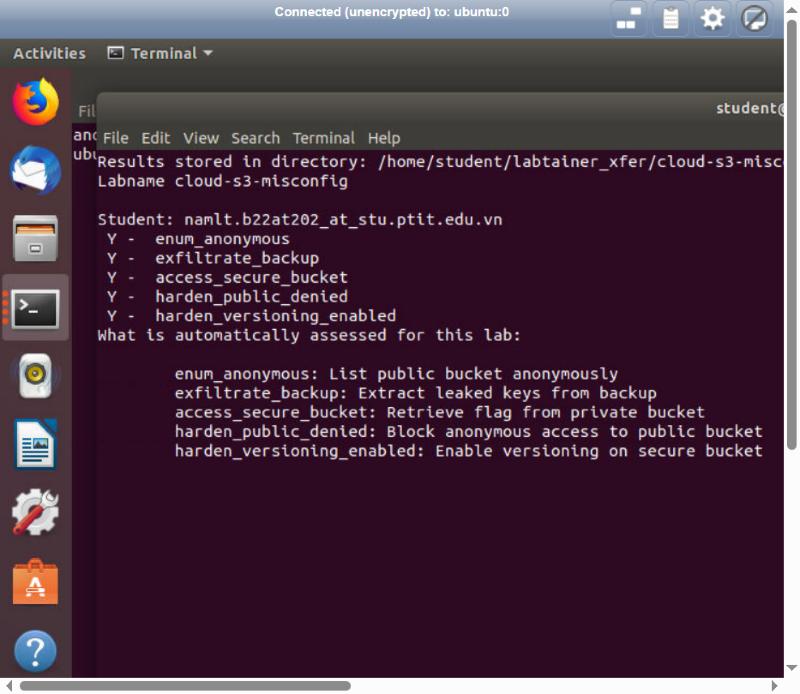 Connected (unencrypted) to: ubuntu:0
Activities
Terminal
Fil
File Edit View Search Terminal Help
student@
and
ubu
Results stored in directory: /home/student/labtainer_xfer/cloud-s3-misc
Labname cloud-s3-misconfig
Student: namlt.b22at202_at_stu.ptit.edu.vn
Y - enum_anonymous
Y - exfiltrate_backup
Y - access_secure_bucket
Y - harden_public_denied
Y - harden_versioning_enabled
What is automatically assessed for this lab:
enum_anonymous: List public bucket anonymously
exfiltrate_backup: Extract leaked keys from backup
access_secure_bucket: Retrieve flag from private bucket
harden_public_denied: Block anonymous access to public bucket
harden_versioning_enabled: Enable versioning on secure bucket